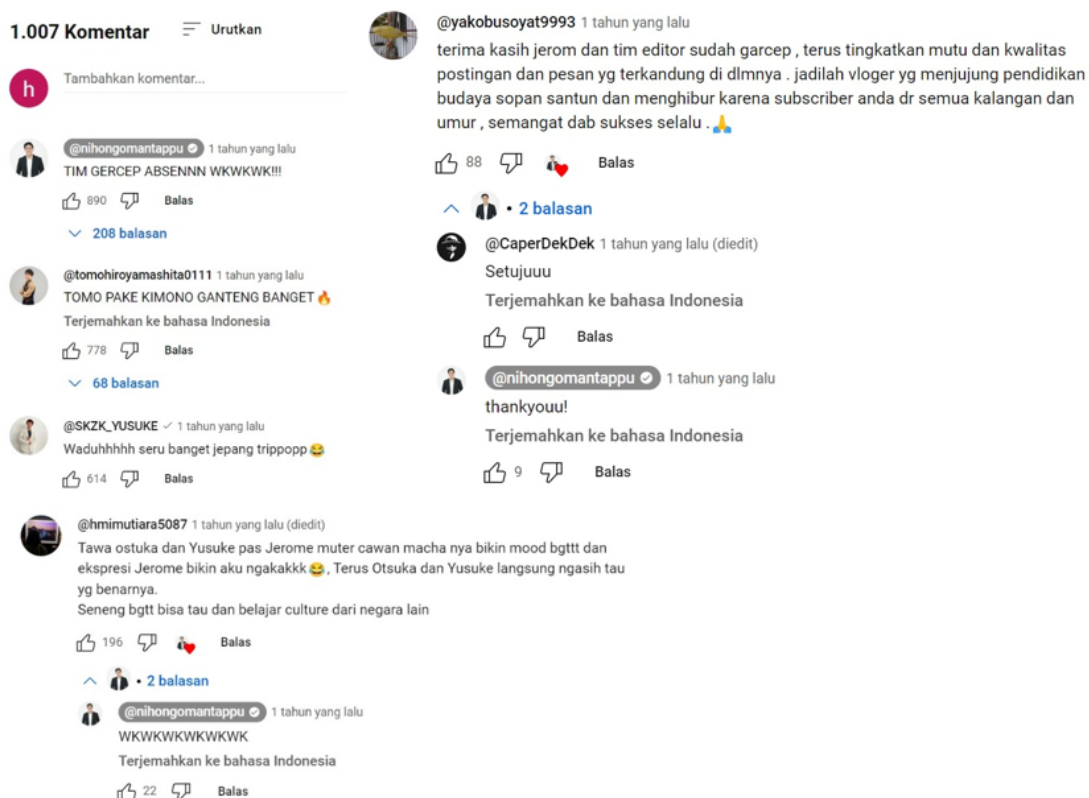 1.007 Komentar
Urutkan
h
Tambahkan komentar...
@nihongomantappu 1 tahun yang lalu
TIM GERCEP ABSENNN WKWKWK!!!
890 Balas
208 balasan
@tomohiroyamashita0111 1 tahun yang lalu
TOMO PAKE KIMONO GANTENG BANGET🔥
Terjemahkan ke bahasa Indonesia
778 Balas
68 balasan
@SKZK_YUSUKE ✓ 1 tahun yang lalu
Waduhhhhh seru banget jepang trippopp😂
614 Balas
@yakobusoyat9993 1 tahun yang lalu
terima kasih jerom dan tim editor sudah garcep , terus tingkatkan mutu dan kwalitas
postingan dan pesan yg terkandung di dlmnya . jadilah vloger yg menjujung pendidikan
budaya sopan santun dan menghibur karena subscriber anda dr semua kalangan dan
umur , semangat dab sukses selalu .🙏
88 Balas
• 2 balasan
@CaperDekDek 1 tahun yang lalu (diedit)
Setujuuu
Terjemahkan ke bahasa Indonesia
Balas
@nihongomantappu 1 tahun yang lalu
thankyouu!
Terjemahkan ke bahasa Indonesia
9 Balas
@hmimutiara5087 1 tahun yang lalu (diedit)
Tawa ostuka dan Yusuke pas Jerome muter cawan macha nya bikin mood bgttt dan
ekspresi Jerome bikin aku ngakakkk😂, Terus Otsuka dan Yusuke langsung ngasih tau
yg benarnya.
Seneng bgtt bisa tau dan belajar culture dari negara lain
196 Balas
• 2 balasan
@nihongomantappu 1 tahun yang lalu
WKWKWKWKWKWK
Terjemahkan ke bahasa Indonesia
22 Balas